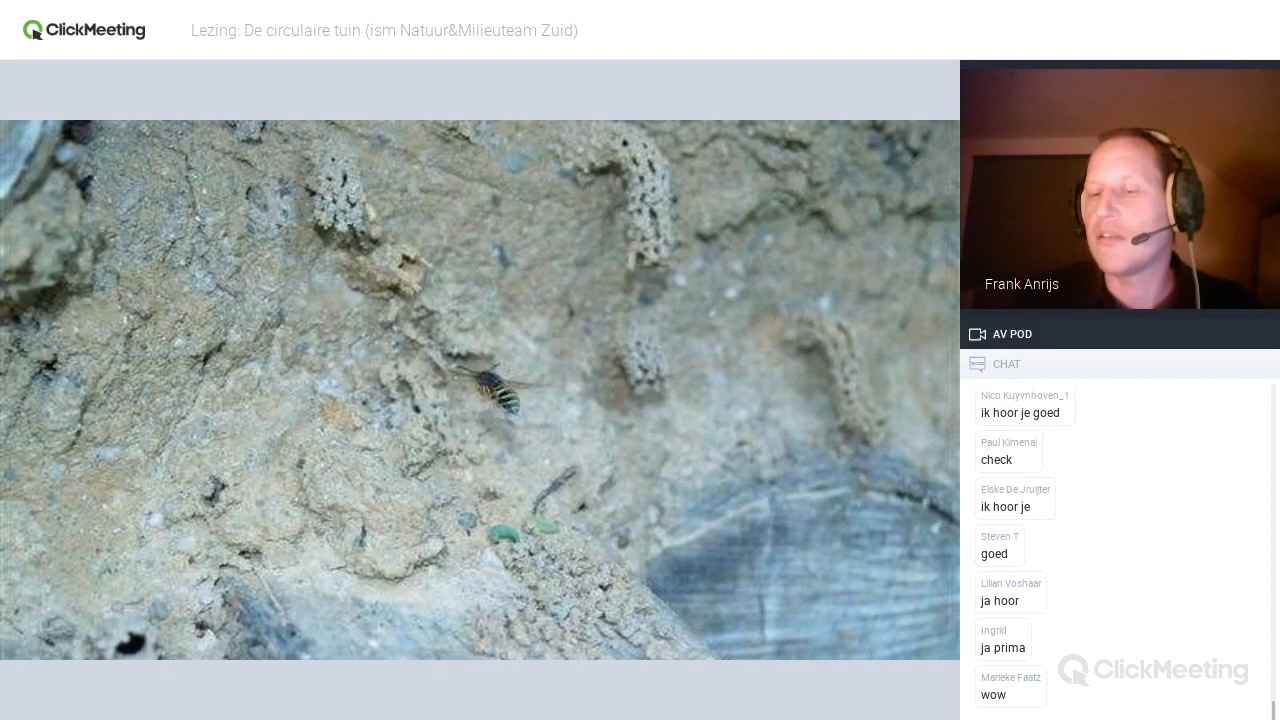 ClickMeeting
Lezing: De circulaire tuin (ism Natuur&Milieuteam Zuid)
Frank Anrijs
AV POD
CHAT
Nico Kuyvnhoven_1
ik hoor je goed
Paul Kimenai
check
Elske De Jruijter
ik hoor je
Steven T
goed
Lilian Voshaar
ja hoor
Ingrid
ja prima
Marieke Faatz
wow
ClickMeeting